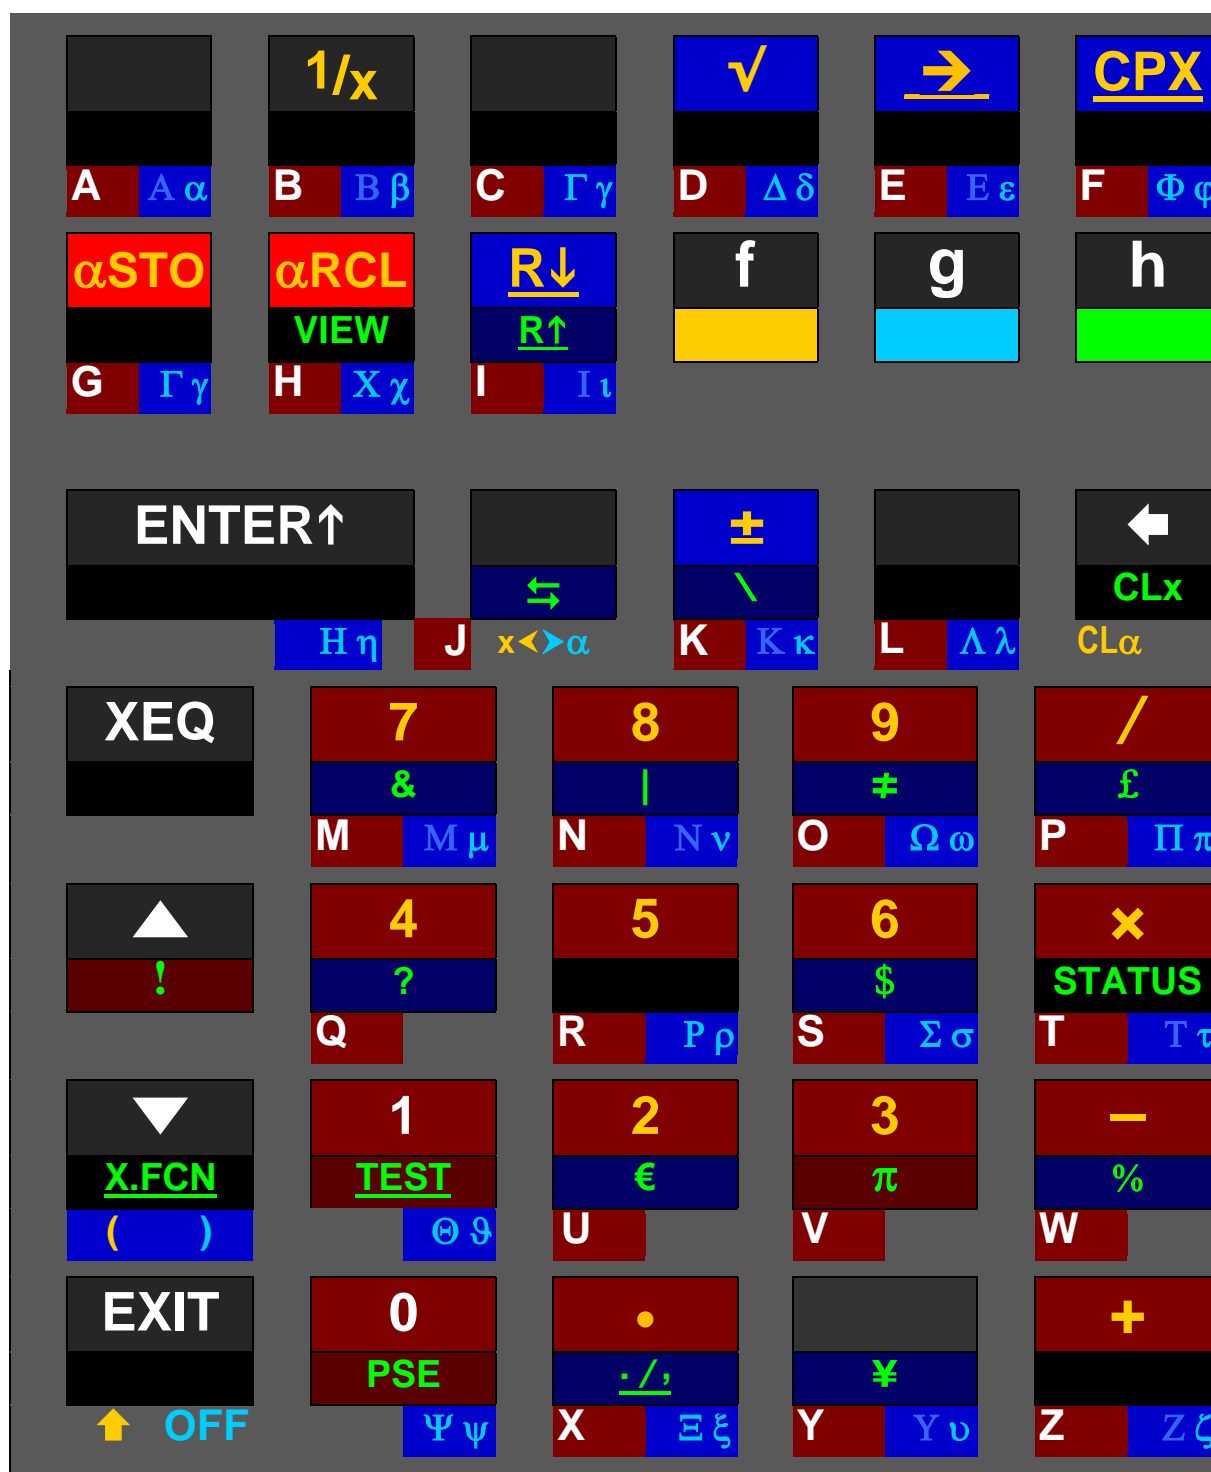 1/x √ → CPX
A Α α B Β β C Γ γ D Δ δ E Ε ε F Φ φ
αSTO αRCL R↓ f g h
VIEW R↑
G Γ γ H Χ χ I Ι ι
ENTER↑ ± ←
⇆ \ CLx
Η η J x<>α K Κ κ L Λ λ CLα
XEQ 7 8 9 /
& | ≠ £
M Μ μ N Ν ν O Ω ω P Π π
▲ 4 5 6 ×
! ? $ STATUS
Q R Ρ ρ S Σ σ T Τ τ
▼ 1 2 3 –
X.FCN TEST € π %
( ) Θ ϑ U V W
EXIT 0 • +
PSE ./, ¥
↑ OFF Ψ ψ X Ξ ξ Y Υ υ Z Ζ ζ